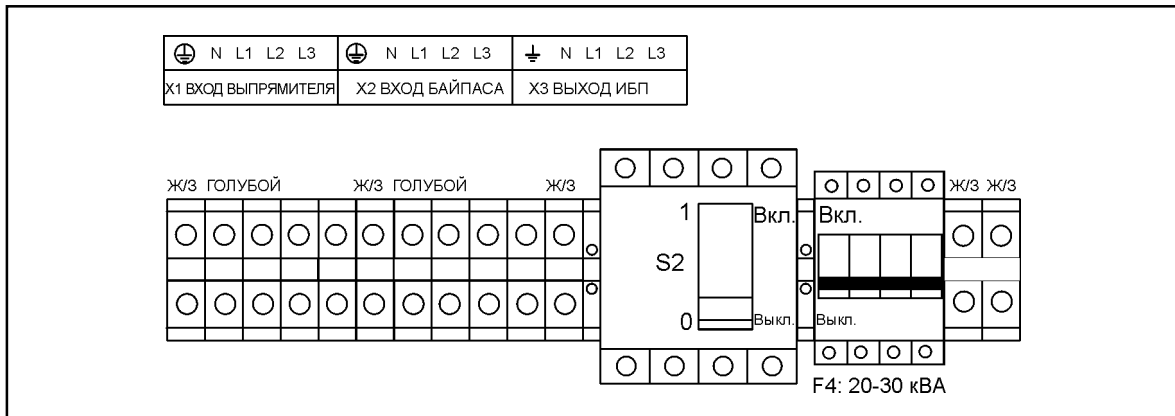 N L1 L2 L3 N L1 L2 L3 N L1 L2 L3
X1 ВХОД ВЫПРЯМИТЕЛЯ X2 ВХОД БАЙПАСА X3 ВЫХОД ИБП
Ж/З ГОЛУБОЙ Ж/З ГОЛУБОЙ Ж/З Ж/З Ж/З
1 Вкл. Вкл.
S2
0 Выкл. Выкл.
F4: 20-30 кВА